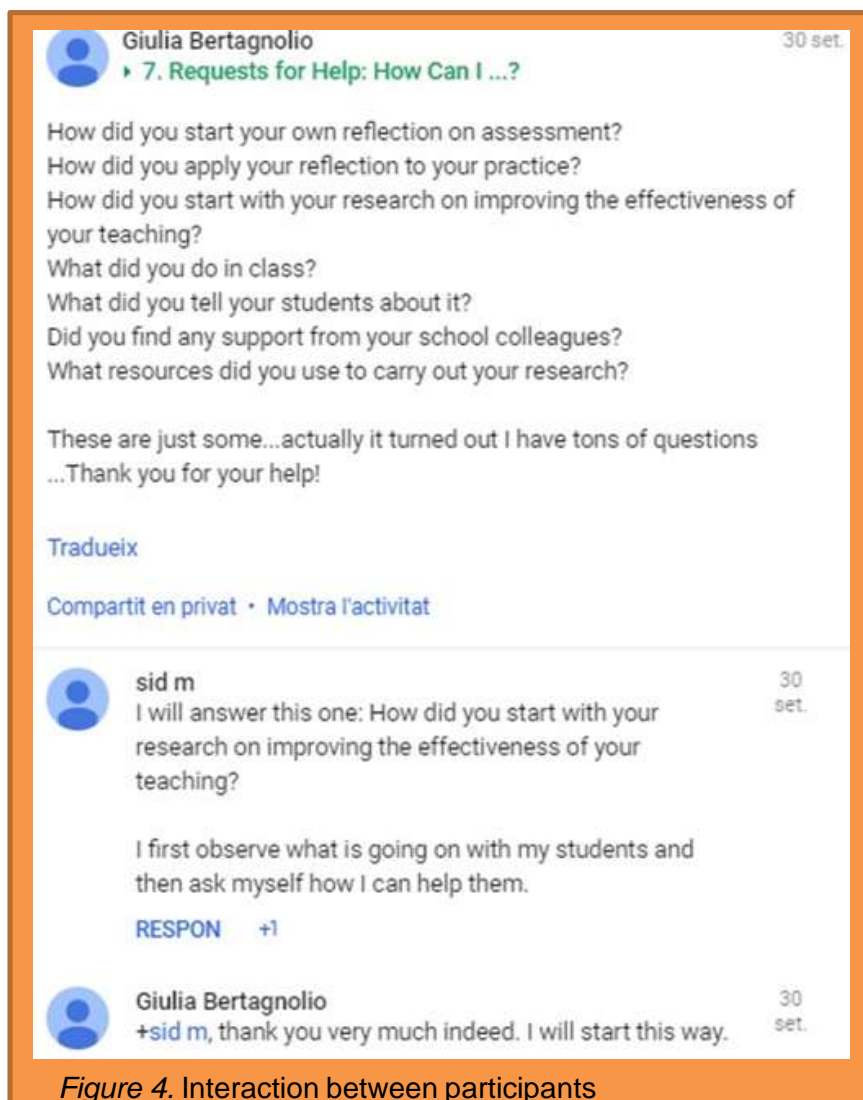 Giulia Bertagnolio
30 set.
▸ 7. Requests for Help: How Can I ...?
How did you start your own reflection on assessment?
How did you apply your reflection to your practice?
How did you start with your research on improving the effectiveness of
your teaching?
What did you do in class?
What did you tell your students about it?
Did you find any support from your school colleagues?
What resources did you use to carry out your research?
These are just some...actually it turned out I have tons of questions
...Thank you for your help!
Tradueix
Compartit en privat • Mostra l'activitat
sid m
30
set.
I will answer this one: How did you start with your
research on improving the effectiveness of your
teaching?
I first observe what is going on with my students and
then ask myself how I can help them.
RESPON +1
Giulia Bertagnolio
30
set.
+sid m, thank you very much indeed. I will start this way.
Figure 4. Interaction between participants